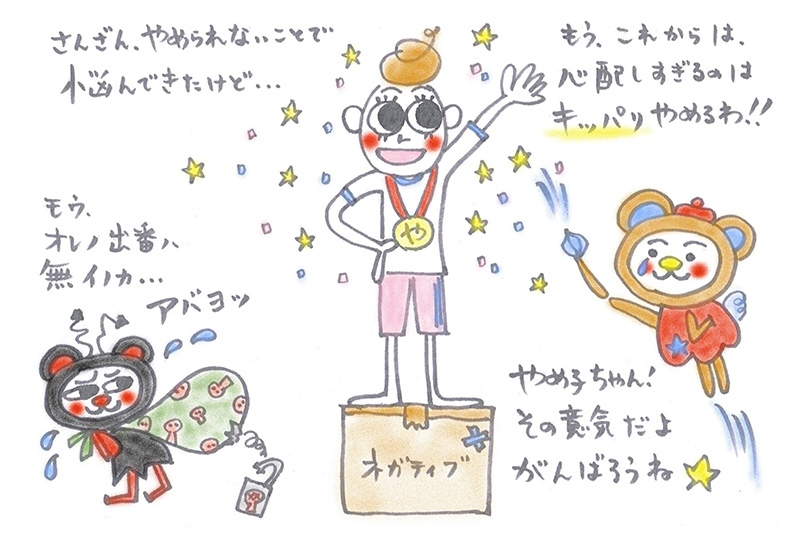 さんざん、やめられないことで
小悩んできたけど・・・
もう、これからは、
心配しすぎるのは
キッパリやめるわ!!
モウ、
オレノ出番ハ
無イノカ・・・
アバヨッ
や
ネガティブ
やめ子ちゃん!
その意気だよ
がんばろうね